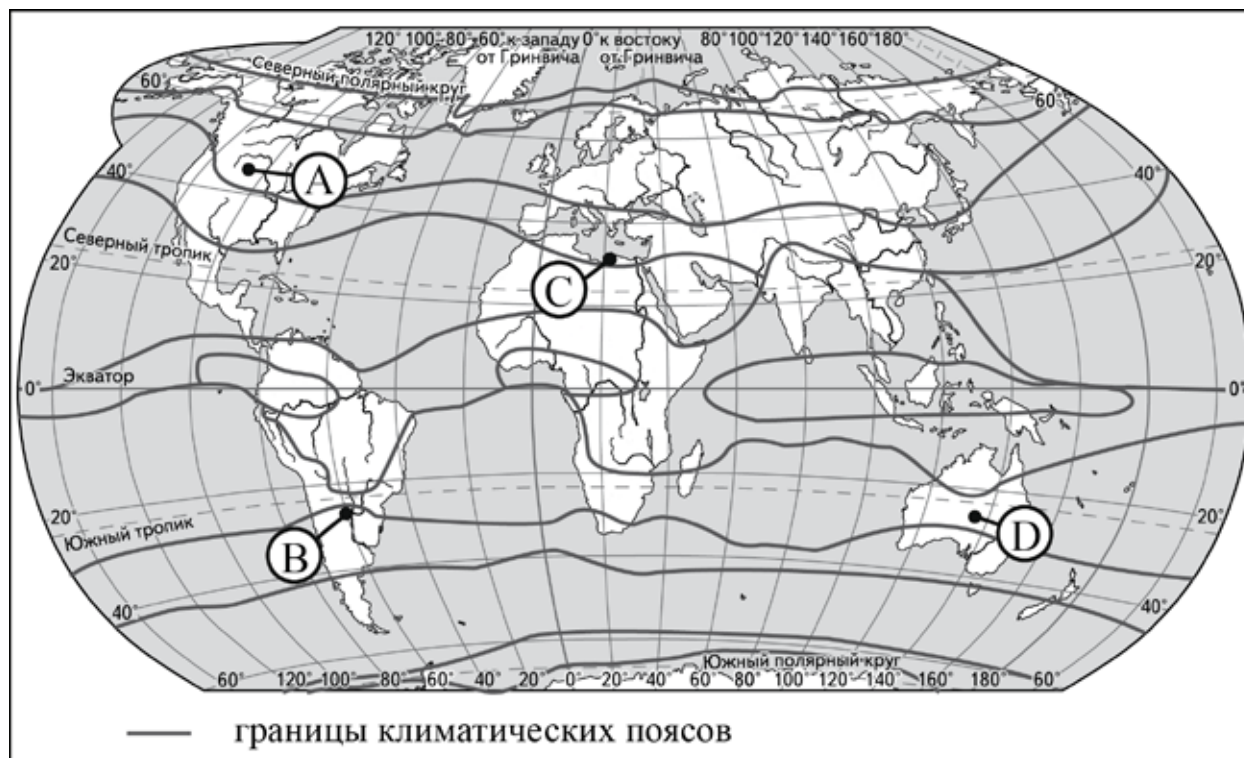 120° 100° 80° 60° к западу 0° к востоку 80° 100° 120° 140° 160° 180°
от Гринвича от Гринвича
Северный полярный круг
60° 60°
A
40° 40°
Северный тропик
20° 20°
C
Экватор
0° 0°
20° 20°
Южный тропик
B D
40° 40°
Южный полярный круг
60° 120° 100° 80° 60° 40° 20° 0° 20° 40° 60° 80° 100° 120° 140° 160° 180° 60°
границы климатических поясов